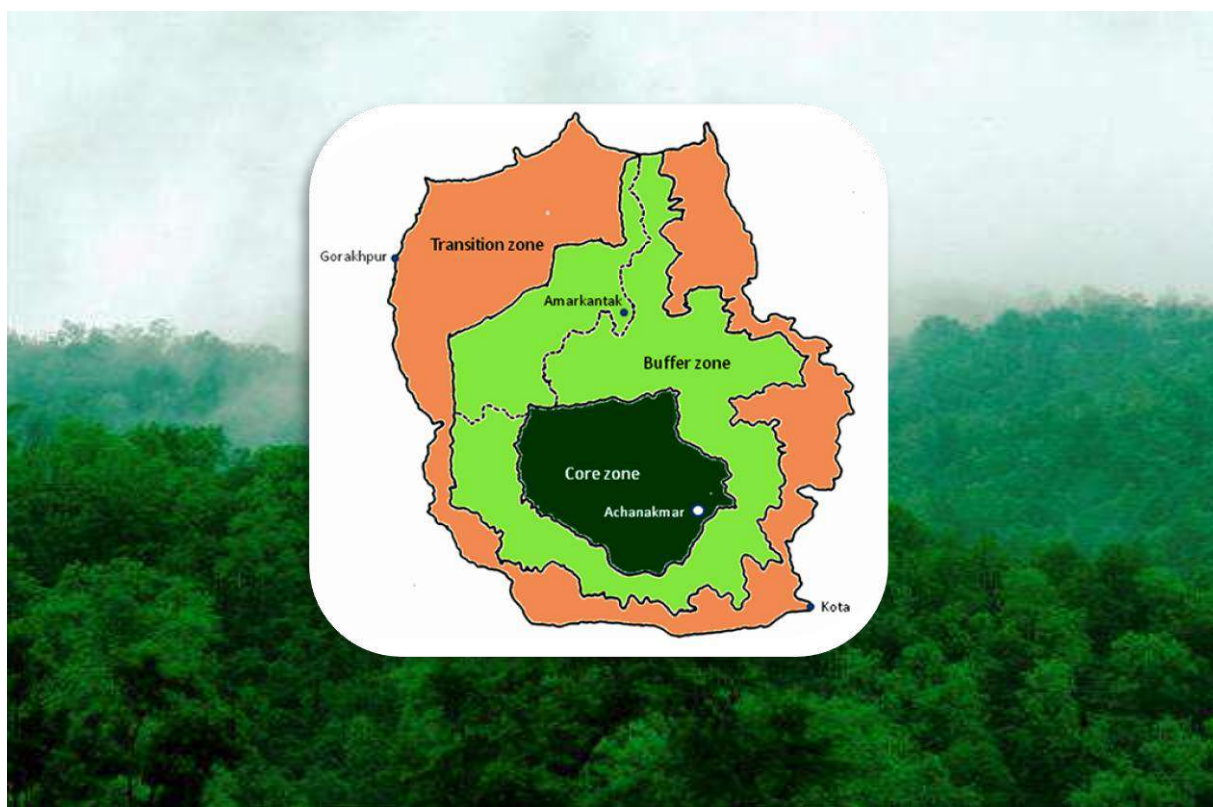 Transition zone
Gorakhpur
Amarkantak
Buffer zone
Core zone
Achanakmar
Kota